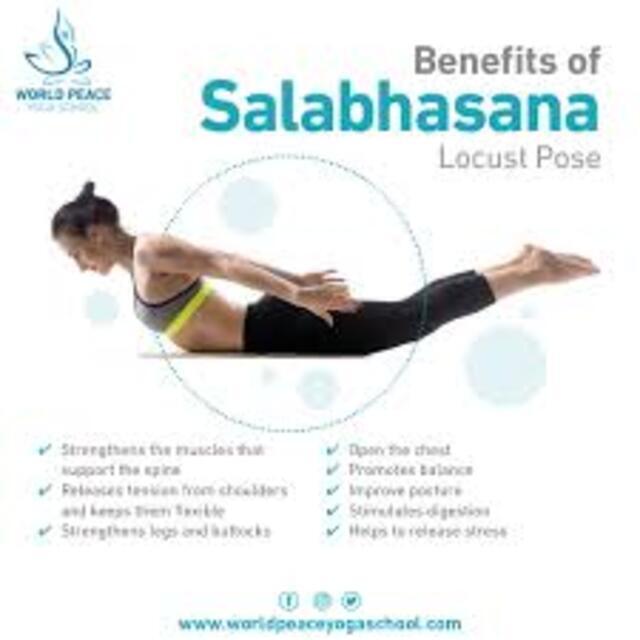 WORLD PEACE
YOGA SCHOOL
Benefits of
Salabhasana
Locust Pose
Strengthens the muscles that
support the spine
Releases tension from shoulders
and keeps them flexible
Strengthens legs and buttocks
Open the chest
Promotes balance
Improve posture
Stimulates digestion
Helps to release stress
www.worldpeaceyogaschool.com